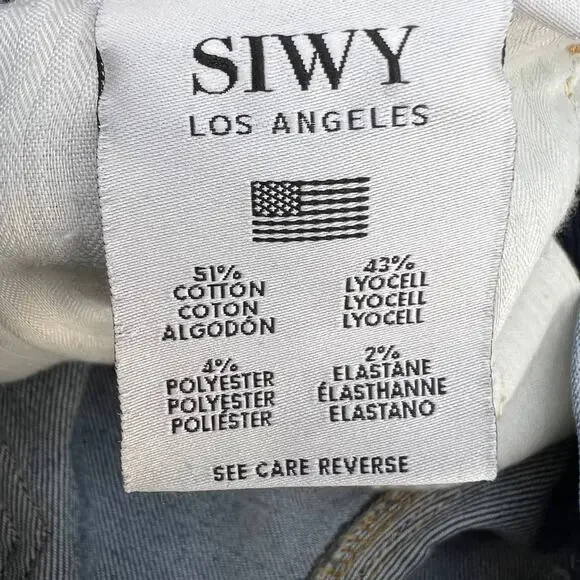 SIWY
LOS ANGELES
51%
COTTON
COTON
ALGODÓN
43%
LYOCELL
LYOCELL
LYOCELL
4%
POLYESTER
POLYESTER
POLIÉSTER
2%
ELASTANE
ÉLASTHANNE
ELASTANO
SEE CARE REVERSE